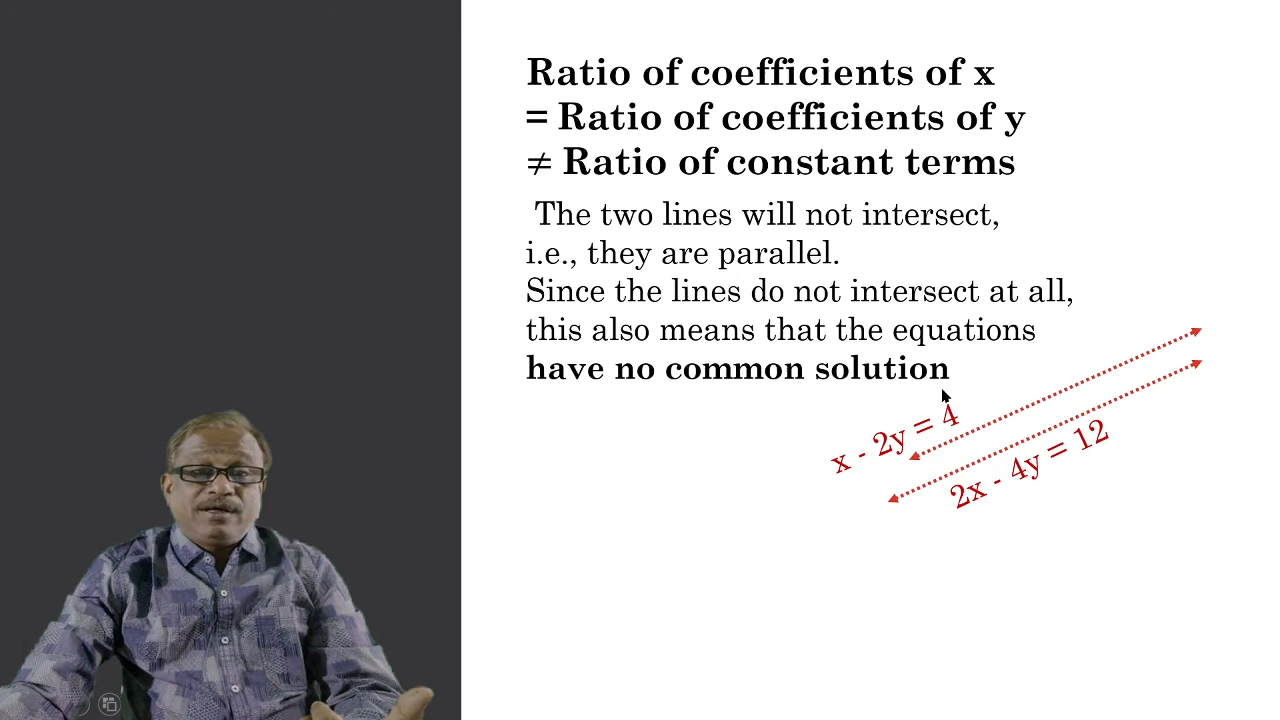 Ratio of coefficients of x
= Ratio of coefficients of y
≠ Ratio of constant terms
The two lines will not intersect,
i.e., they are parallel.
Since the lines do not intersect at all,
this also means that the equations
have no common solution
x - 2y = 4
2x - 4y = 12